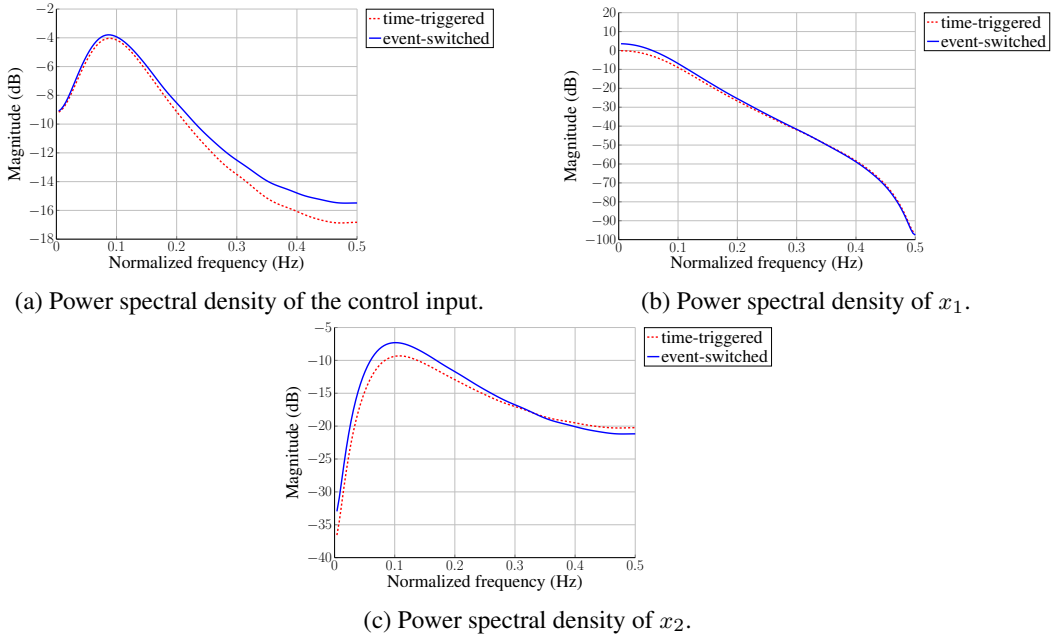 −2
−4
−6
−8
−10
−12
−14
−16
−18
Magnitude (dB)
0 0.1 0.2 0.3 0.4 0.5
Normalized frequency (Hz)
time-triggered
event-switched
(a) Power spectral density of the control input.
20
10
0
−10
−20
−30
−40
−50
−60
−70
−80
−90
−100
Magnitude (dB)
0 0.1 0.2 0.3 0.4 0.5
Normalized frequency (Hz)
time-triggered
event-switched
(b) Power spectral density of x₁.
−5
−10
−15
−20
−25
−30
−35
−40
Magnitude (dB)
0 0.1 0.2 0.3 0.4 0.5
Normalized frequency (Hz)
time-triggered
event-switched
(c) Power spectral density of x₂.